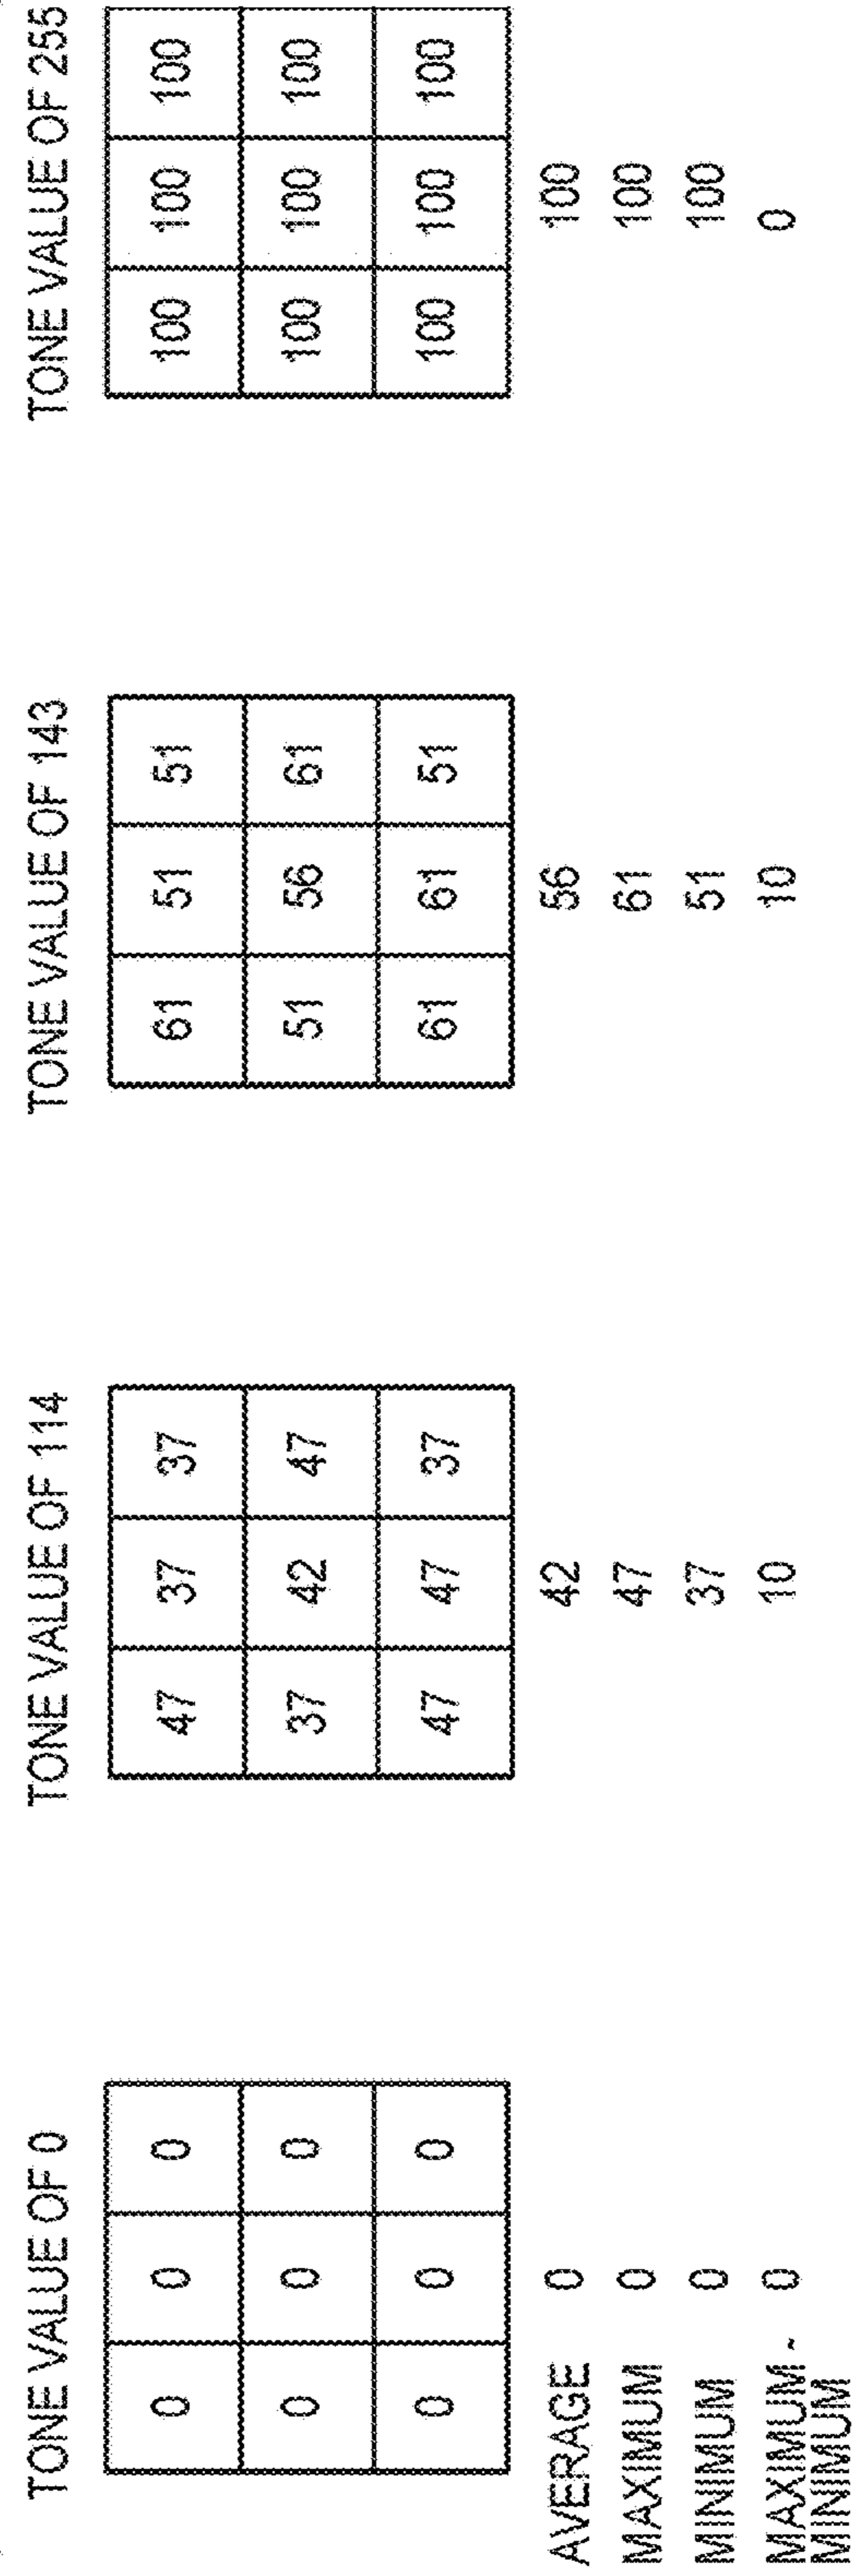 TONE VALUE OF 0 TONE VALUE OF 114 TONE VALUE OF 143 TONE VALUE OF 255
0 0 0 47 37 37 61 51 51 100 100 100
0 0 0 37 42 47 51 56 61 100 100 100
0 0 0 47 47 37 61 61 51 100 100 100
AVERAGE 0 42 56 100
MAXIMUM 0 47 61 100
MINIMUM 0 37 51 100
MAXIMUM - 0 10 10 0
MINIMUM